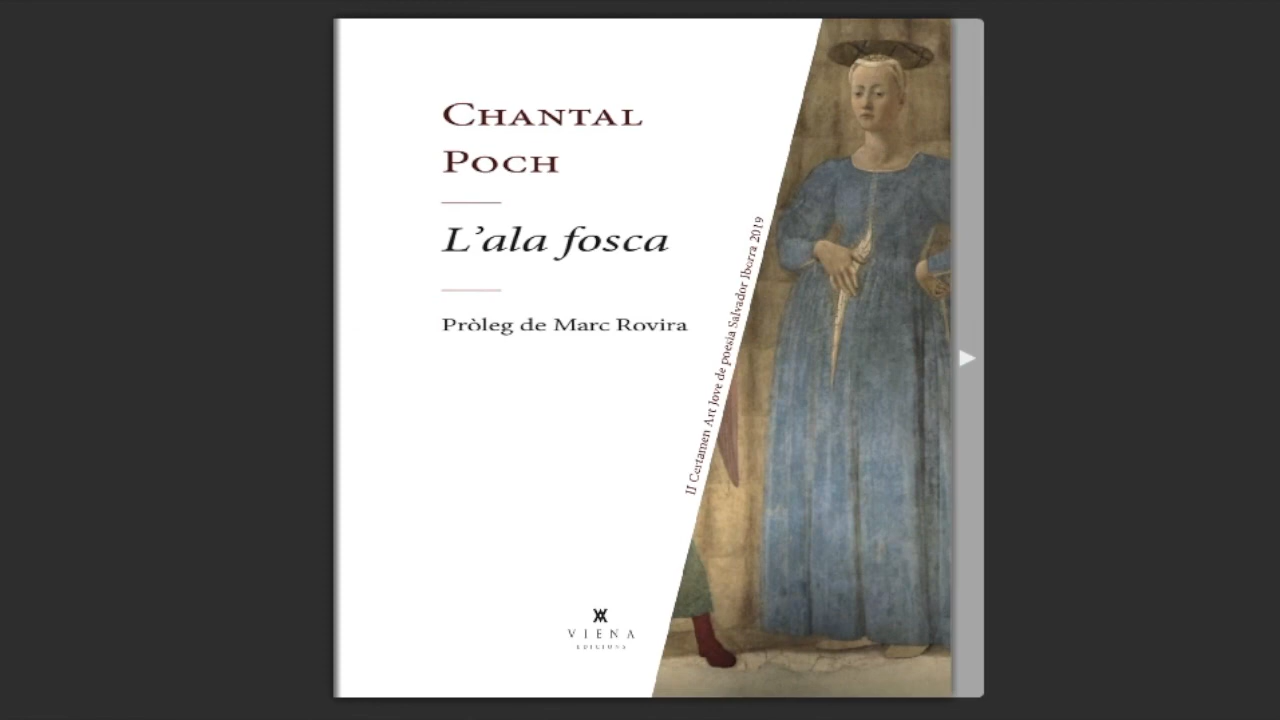 CHANTAL
POCH
L’ala fosca
Pròleg de Marc Rovira
II Certamen Art Jove de poesia Salvador Iborra 2019
VIENA
EDICIONS